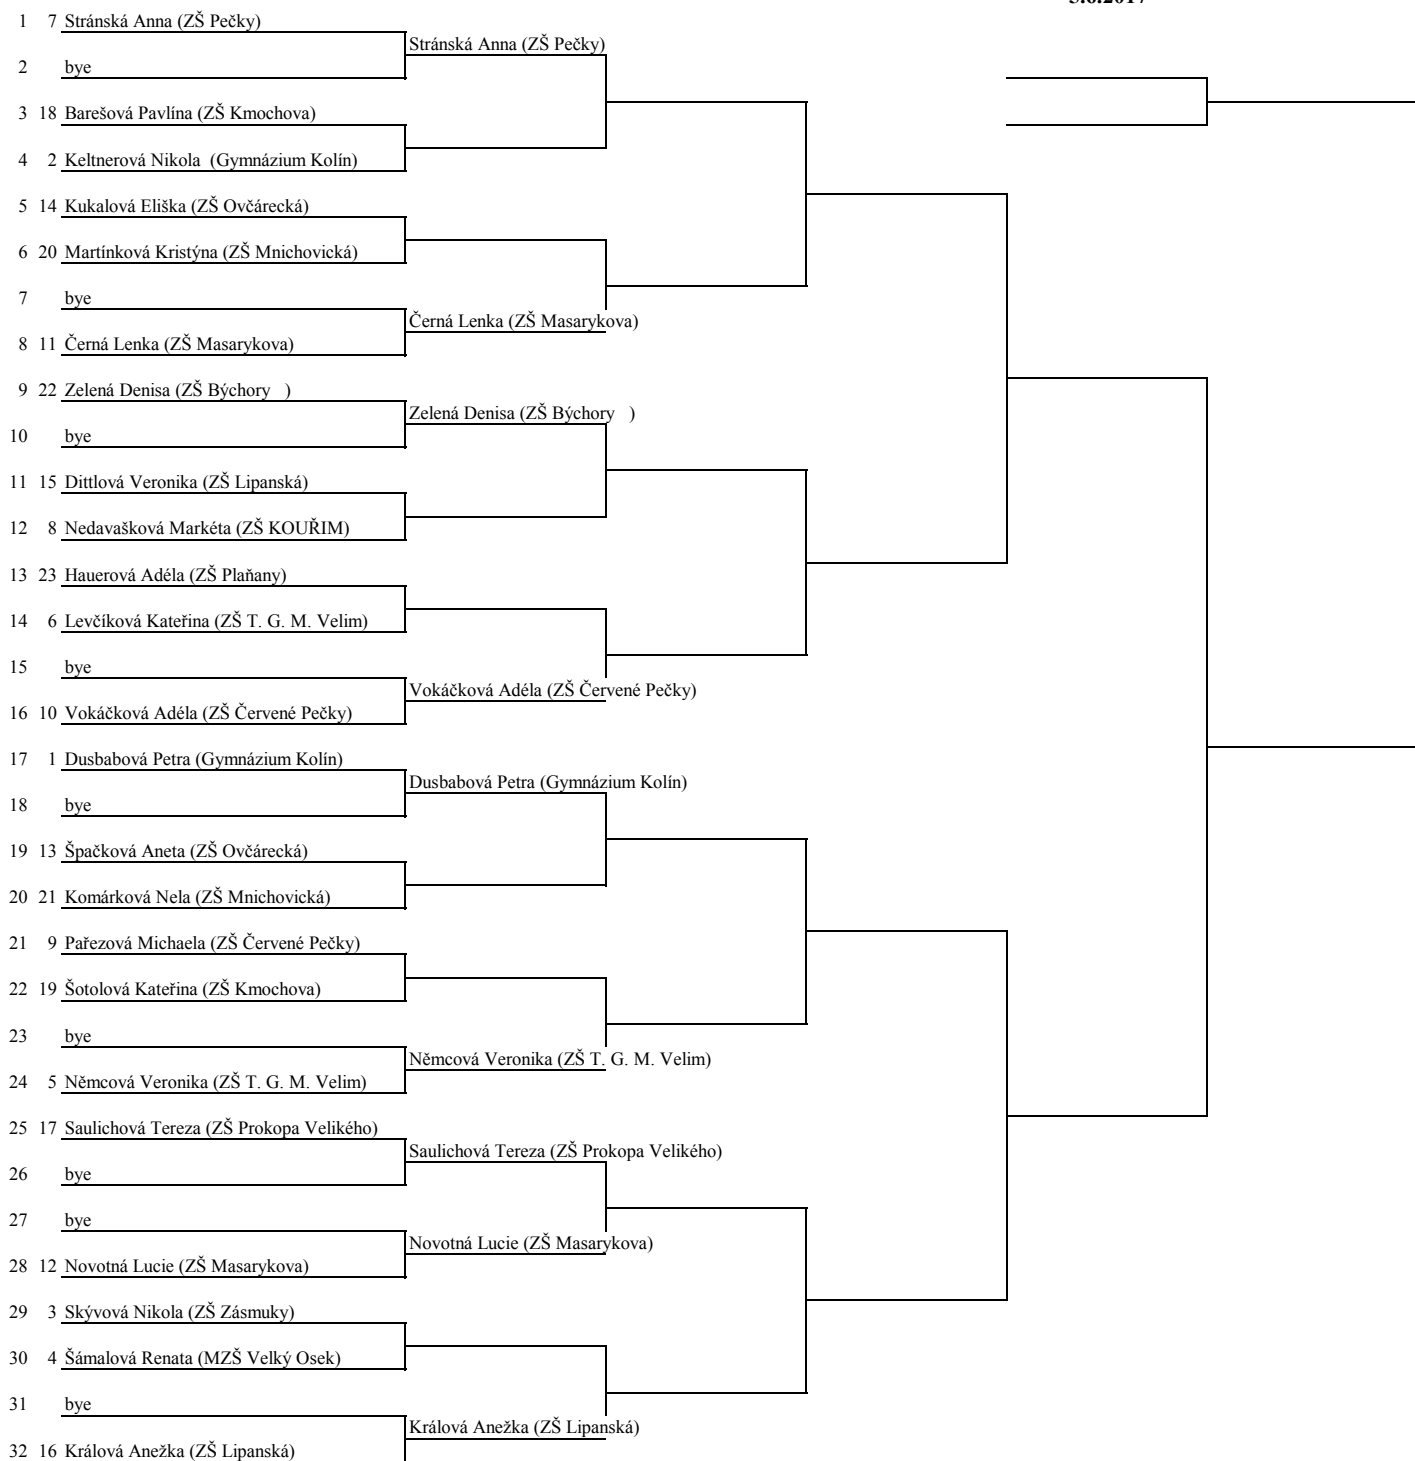 1 7 Stránská Anna (ZŠ Pečky)
Stránská Anna (ZŠ Pečky)
2 bye
3 18 Barešová Pavlína (ZŠ Kmochova)
4 2 Keltnerová Nikola (Gymnázium Kolín)
5 14 Kukalová Eliška (ZŠ Ovčárecká)
6 20 Martínková Kristýna (ZŠ Mnichovická)
7 bye
Černá Lenka (ZŠ Masarykova)
8 11 Černá Lenka (ZŠ Masarykova)
9 22 Zelená Denisa (ZŠ Býchory )
Zelená Denisa (ZŠ Býchory )
10 bye
11 15 Dittlová Veronika (ZŠ Lipanská)
12 8 Nedavašková Markéta (ZŠ KOUŘIM)
13 23 Hauerová Adéla (ZŠ Plaňany)
14 6 Levčíková Kateřina (ZŠ T. G. M. Velim)
15 bye
Vokáčková Adéla (ZŠ Červené Pečky)
16 10 Vokáčková Adéla (ZŠ Červené Pečky)
17 1 Dusbabová Petra (Gymnázium Kolín)
Dusbabová Petra (Gymnázium Kolín)
18 bye
19 13 Špačková Aneta (ZŠ Ovčárecká)
20 21 Komárková Nela (ZŠ Mnichovická)
21 9 Pařezová Michaela (ZŠ Červené Pečky)
22 19 Šotolová Kateřina (ZŠ Kmochova)
23 bye
Němcová Veronika (ZŠ T. G. M. Velim)
24 5 Němcová Veronika (ZŠ T. G. M. Velim)
25 17 Saulichová Tereza (ZŠ Prokopa Velikého)
Saulichová Tereza (ZŠ Prokopa Velikého)
26 bye
27 bye
Novotná Lucie (ZŠ Masarykova)
28 12 Novotná Lucie (ZŠ Masarykova)
29 3 Skývová Nikola (ZŠ Zásmuky)
30 4 Šámalová Renata (MZŠ Velký Osek)
31 bye
Králová Anežka (ZŠ Lipanská)
32 16 Králová Anežka (ZŠ Lipanská)